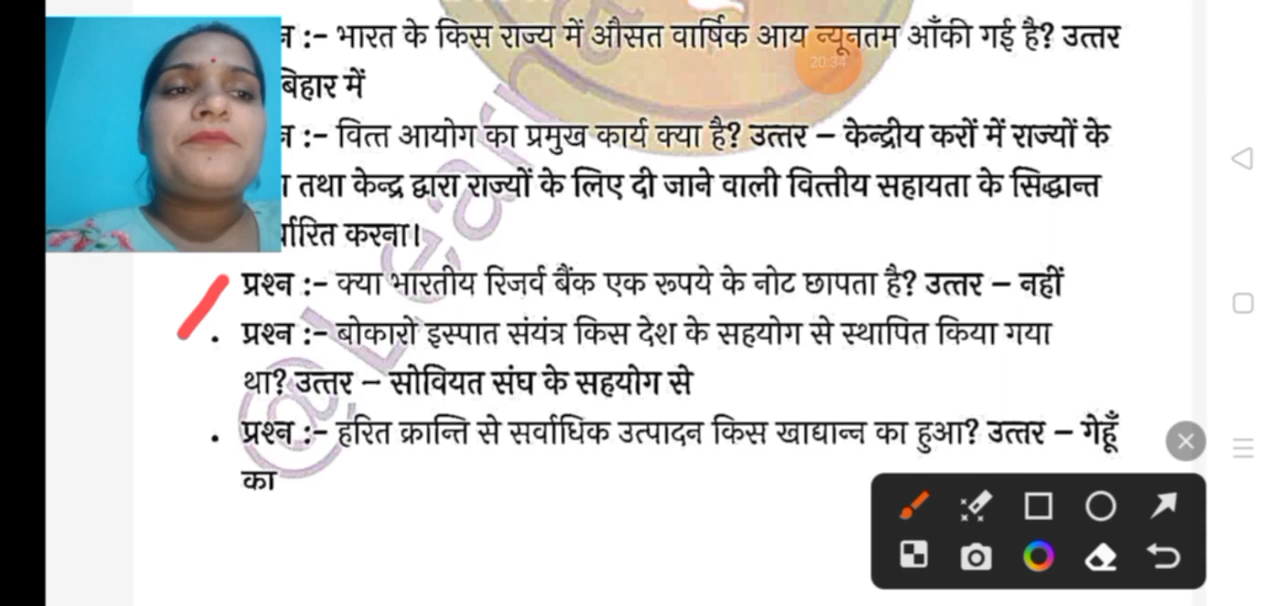 :– भारत के किस राज्य में औसत वार्षिक आय न्यूनतम आँकी गई है? उत्तर
20:34
बिहार में
:– वित्त आयोग का प्रमुख कार्य क्या है? उत्तर – केन्द्रीय करों में राज्यों के
तथा केन्द्र द्वारा राज्यों के लिए दी जाने वाली वित्तीय सहायता के सिद्धान्त
करना।
प्रश्न :– क्या भारतीय रिजर्व बैंक एक रूपये के नोट छापता है? उत्तर – नहीं
• प्रश्न :– बोकारो इस्पात संयंत्र किस देश के सहयोग से स्थापित किया गया
था? उत्तर – सोवियत संघ के सहयोग से
• प्रश्न :– हरित क्रान्ति से सर्वाधिक उत्पादन किस खाद्यान्न का हुआ? उत्तर – गेहूँ
का